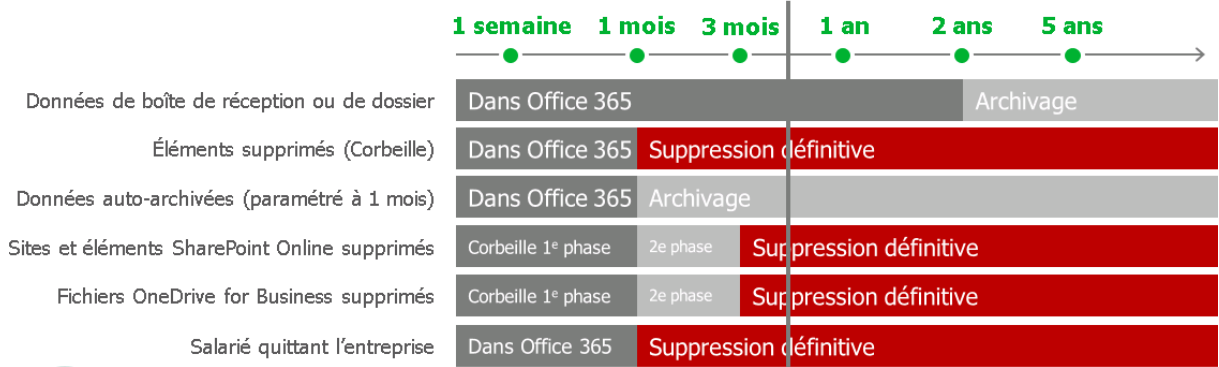 1 semaine 1 mois 3 mois 1 an 2 ans 5 ans
Données de boîte de réception ou de dossier Dans Office 365 Archivage
Éléments supprimés (Corbeille) Dans Office 365 Suppression définitive
Données auto-archivées (paramétré à 1 mois) Dans Office 365 Archivage
Sites et éléments SharePoint Online supprimés Corbeille 1e phase 2e phase Suppression définitive
Fichiers OneDrive for Business supprimés Corbeille 1e phase 2e phase Suppression définitive
Salarié quittant l’entreprise Dans Office 365 Suppression définitive